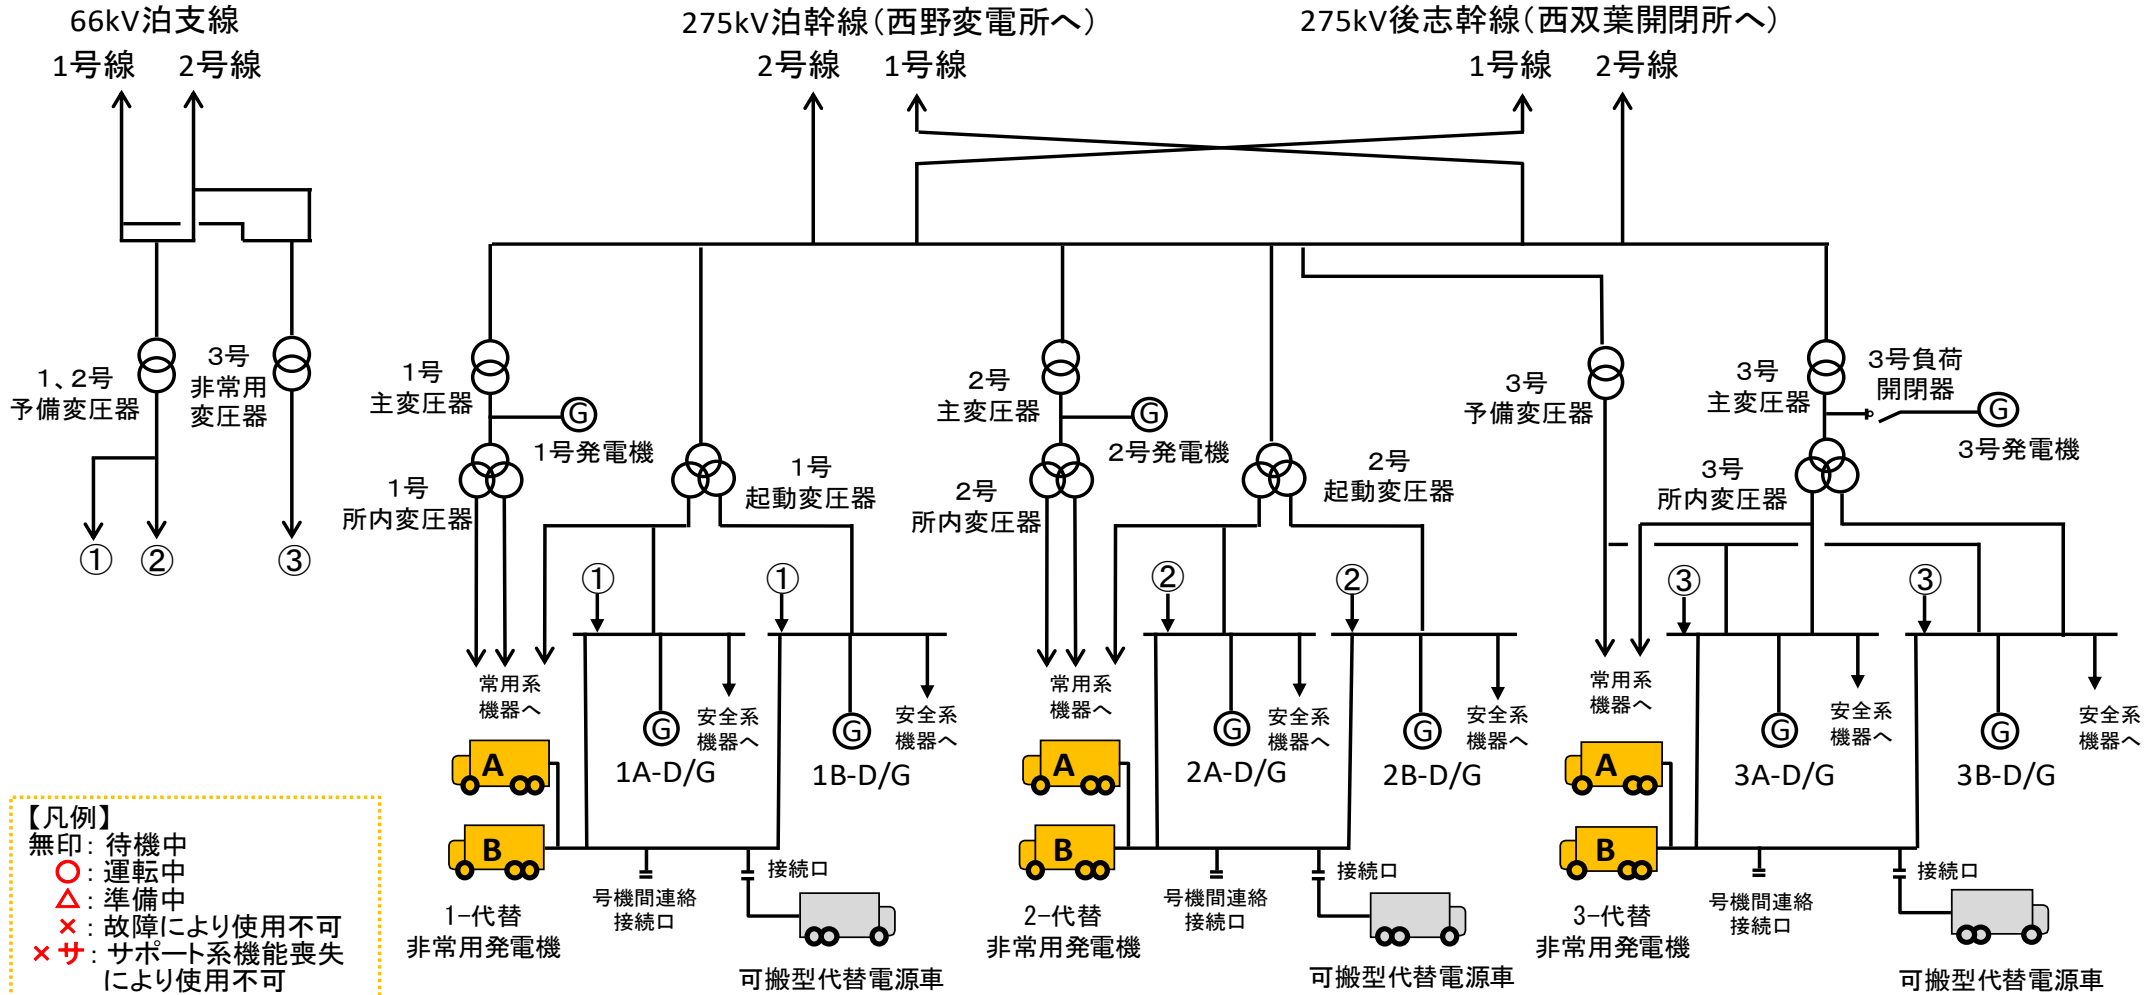 66kV泊支線
1号線
2号線
275kV泊幹線(西野変電所へ)
2号線
1号線
275kV後志幹線(西双葉開閉所へ)
1号線
2号線
1、2号
予備変圧器
3号
非常用
変圧器
①
②
③
1号
主変圧器
G
1号発電機
1号
所内変圧器
1号
起動変圧器
①
①
常用系
機器へ
G
安全系
機器へ
G
安全系
機器へ
1A-D/G
1B-D/G
A
B
1-代替
非常用発電機
号機間連絡
接続口
接続口
可搬型代替電源車
2号
主変圧器
G
2号発電機
2号
所内変圧器
2号
起動変圧器
②
②
常用系
機器へ
G
安全系
機器へ
G
安全系
機器へ
2A-D/G
2B-D/G
A
B
2-代替
非常用発電機
号機間連絡
接続口
接続口
可搬型代替電源車
3号
予備変圧器
3号
主変圧器
3号負荷
開閉器
G
3号発電機
3号
所内変圧器
③
③
常用系
機器へ
G
安全系
機器へ
G
安全系
機器へ
3A-D/G
3B-D/G
A
B
3-代替
非常用発電機
号機間連絡
接続口
接続口
可搬型代替電源車
【凡例】
無印: 待機中
○: 運転中
△: 準備中
×: 故障により使用不可
×サ: サポート系機能喪失
により使用不可